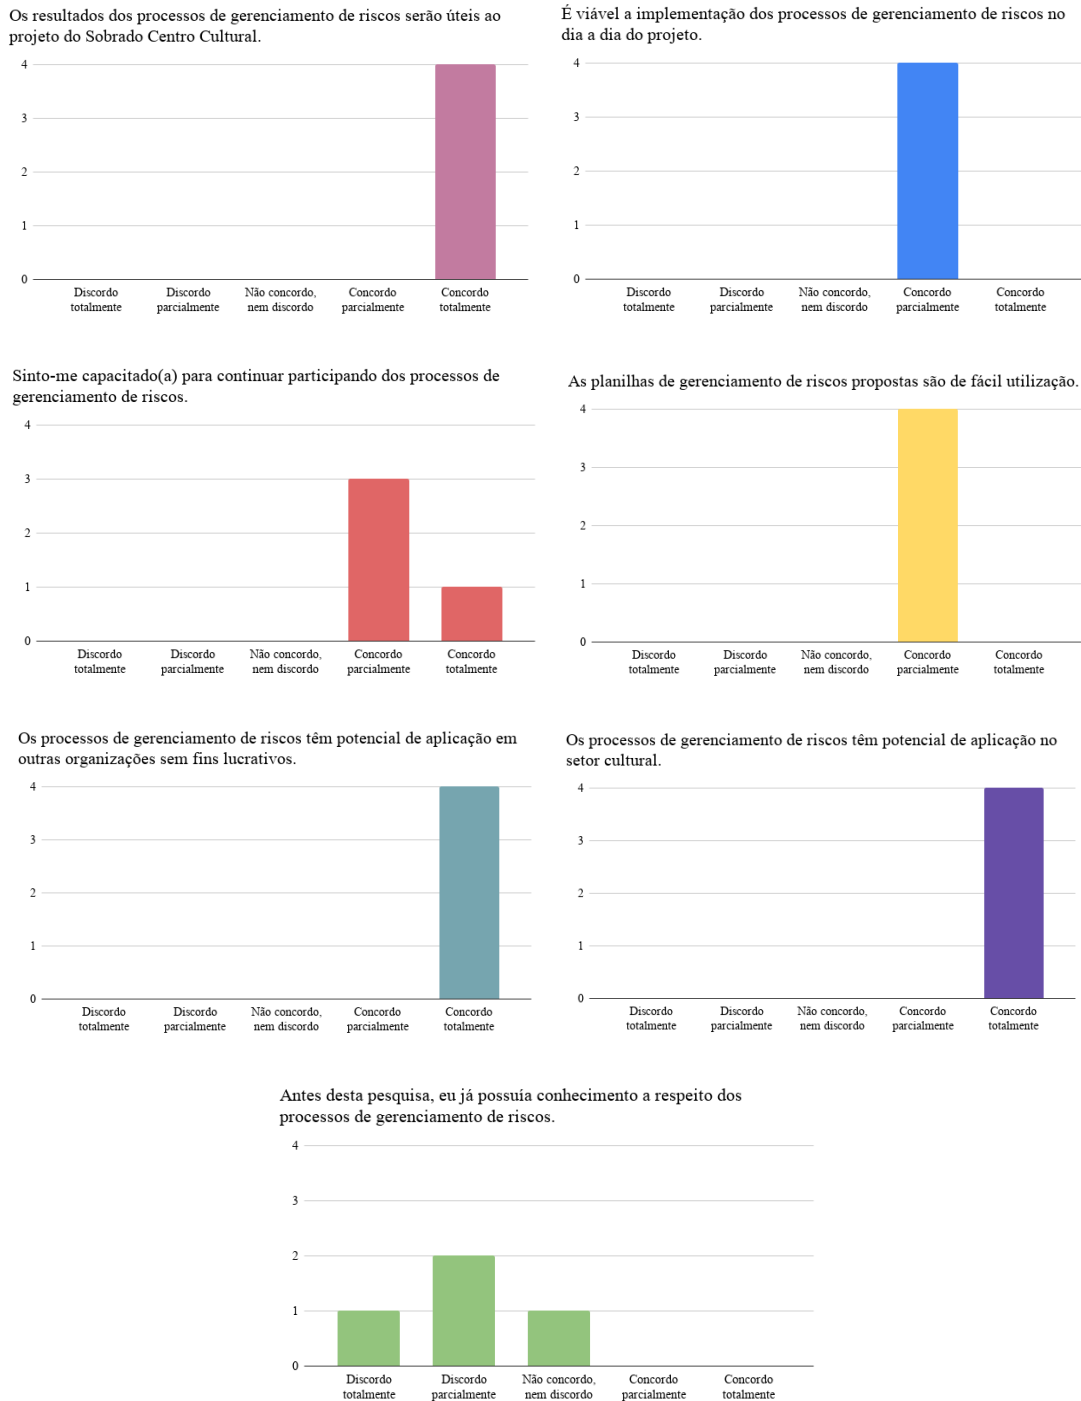 Os resultados dos processos de gerenciamento de riscos serão úteis ao
projeto do Sobrado Centro Cultural.
4
3
2
1
0
Discordo totalmente
Discordo parcialmente
Não concordo, nem discordo
Concordo parcialmente
Concordo totalmente
É viável a implementação dos processos de gerenciamento de riscos no
dia a dia do projeto.
4
3
2
1
0
Discordo totalmente
Discordo parcialmente
Não concordo, nem discordo
Concordo parcialmente
Concordo totalmente
Sinto-me capacitado(a) para continuar participando dos processos de
gerenciamento de riscos.
4
3
2
1
0
Discordo totalmente
Discordo parcialmente
Não concordo, nem discordo
Concordo parcialmente
Concordo totalmente
As planilhas de gerenciamento de riscos propostas são de fácil utilização.
4
3
2
1
0
Discordo totalmente
Discordo parcialmente
Não concordo, nem discordo
Concordo parcialmente
Concordo totalmente
Os processos de gerenciamento de riscos têm potencial de aplicação em
outras organizações sem fins lucrativos.
4
3
2
1
0
Discordo totalmente
Discordo parcialmente
Não concordo, nem discordo
Concordo parcialmente
Concordo totalmente
Os processos de gerenciamento de riscos têm potencial de aplicação no
setor cultural.
4
3
2
1
0
Discordo totalmente
Discordo parcialmente
Não concordo, nem discordo
Concordo parcialmente
Concordo totalmente
Antes desta pesquisa, eu já possuía conhecimento a respeito dos
processos de gerenciamento de riscos.
4
3
2
1
0
Discordo totalmente
Discordo parcialmente
Não concordo, nem discordo
Concordo parcialmente
Concordo totalmente